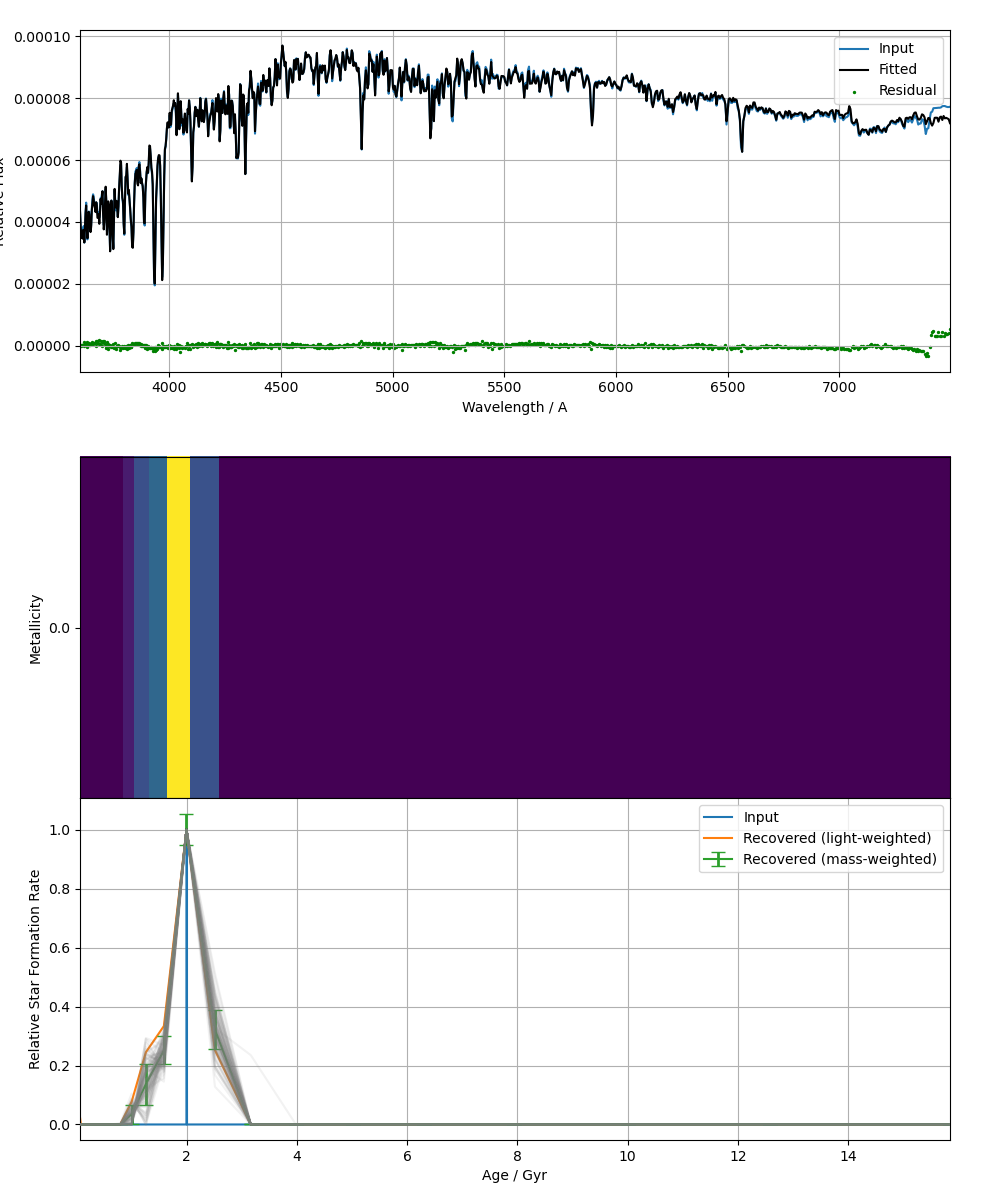 0.00010
0.00008
0.00006
0.00004
0.00002
0.00000
Input
Fitted
Residual
4000 4500 5000 5500 6000 6500 7000
Wavelength / A
Metallicity
0.0
1.0
0.8
0.6
0.4
0.2
0.0
Relative Star Formation Rate
Input
Recovered (light-weighted)
Recovered (mass-weighted)
2 4 6 8 10 12 14
Age / Gyr